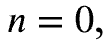 n = 0,